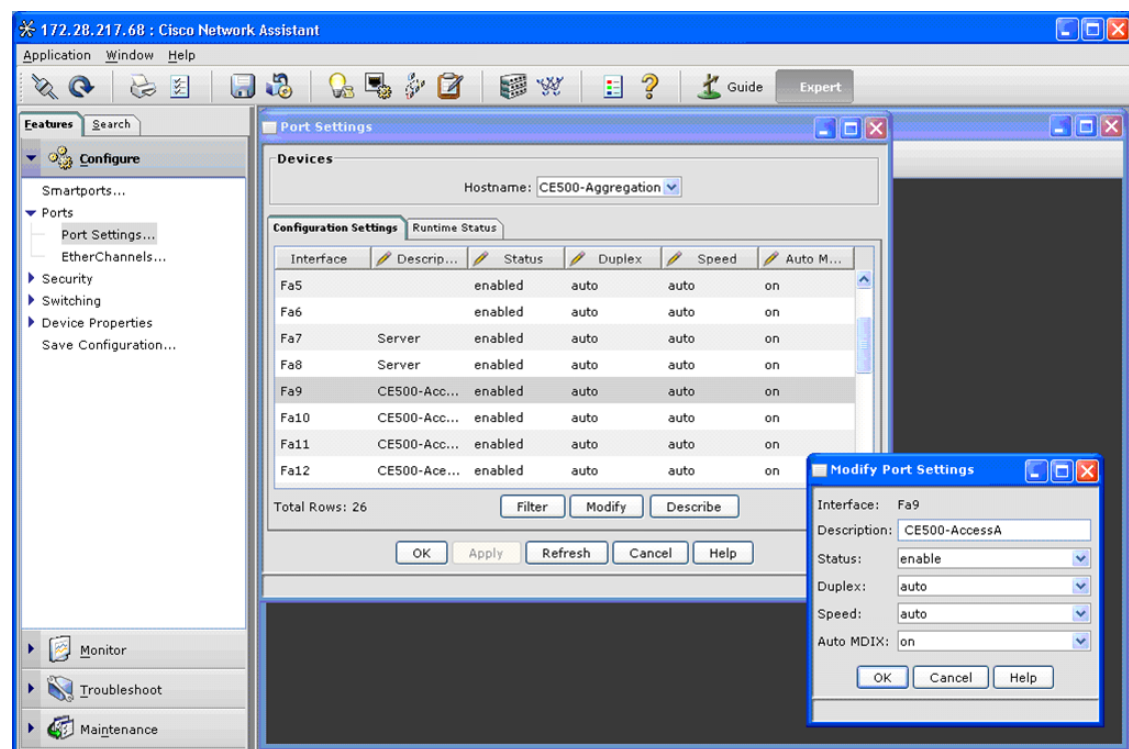 172.28.217.68 : Cisco Network Assistant
Application Window Help
Guide Expert
Features Search
Configure
Smartports...
Ports
Port Settings...
EtherChannels...
Security
Switching
Device Properties
Save Configuration...
Monitor
Troubleshoot
Maintenance
Port Settings
Devices
Hostname: CE500-Aggregation
Configuration Settings Runtime Status
Interface Descrip... Status Duplex Speed Auto M...
Fa5 enabled auto auto on
Fa6 enabled auto auto on
Fa7 Server enabled auto auto on
Fa8 Server enabled auto auto on
Fa9 CE500-Acc... enabled auto auto on
Fa10 CE500-Acc... enabled auto auto on
Fa11 CE500-Acc... enabled auto auto on
Fa12 CE500-Ace... enabled auto auto on
Total Rows: 26 Filter Modify Describe
OK Apply Refresh Cancel Help
Modify Port Settings
Interface: Fa9
Description: CE500-AccessA
Status: enable
Duplex: auto
Speed: auto
Auto MDIX: on
OK Cancel Help